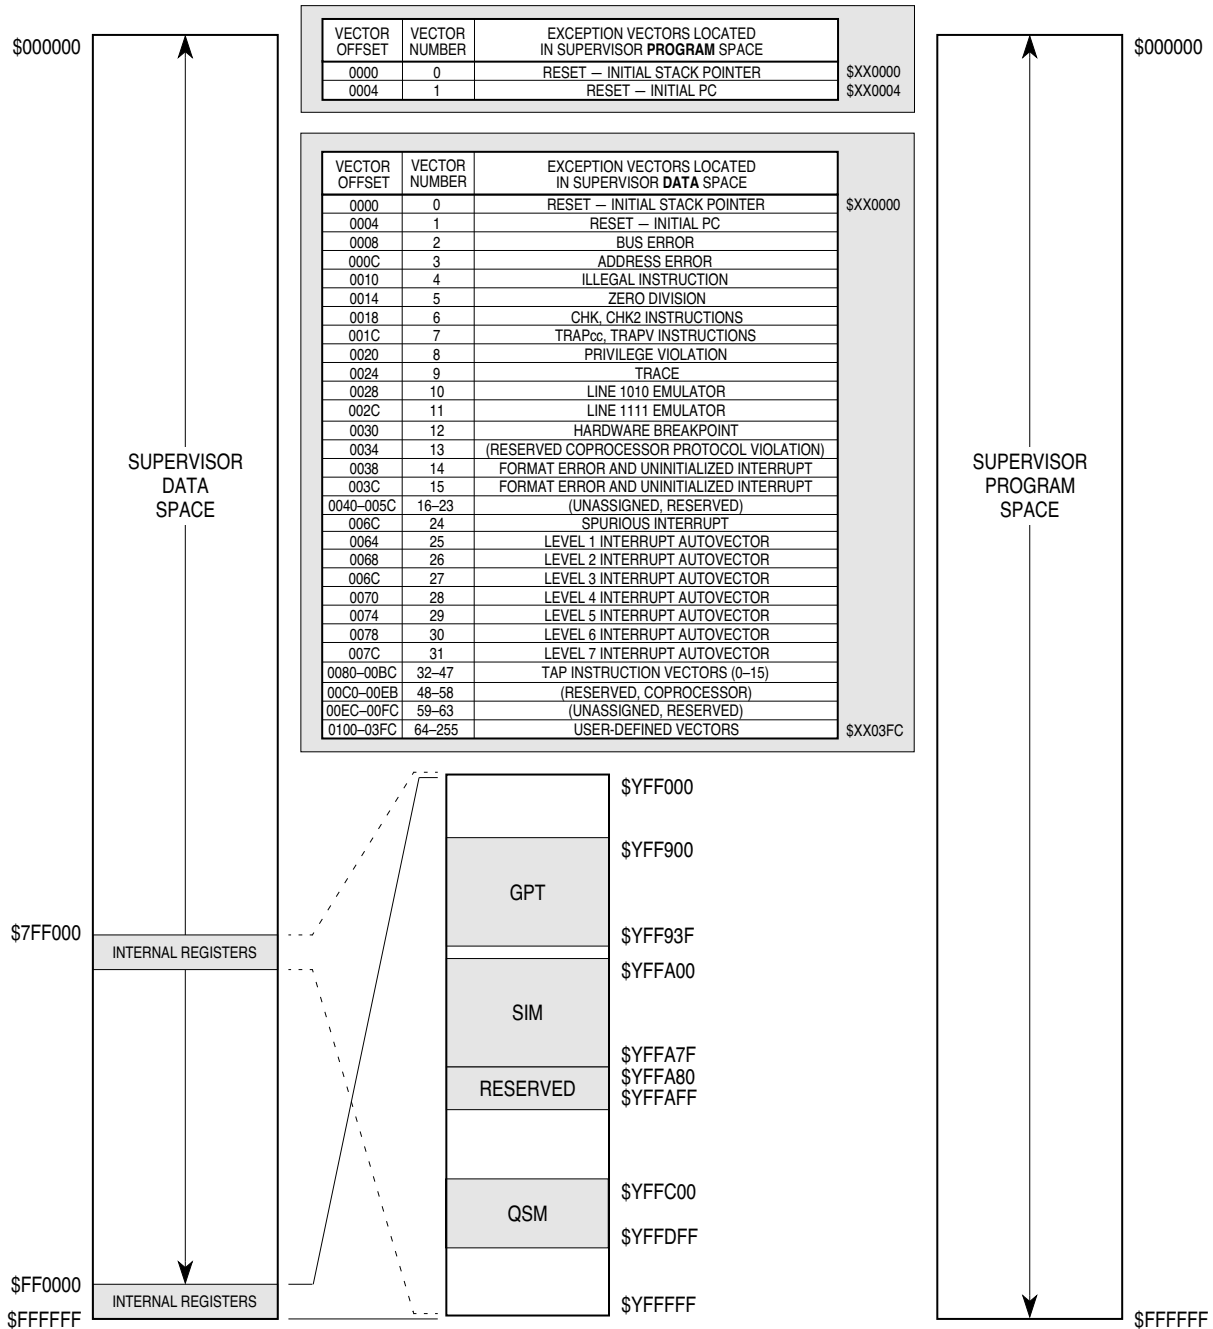 $000000
SUPERVISOR
DATA
SPACE
$7FF000
INTERNAL REGISTERS
$FF0000
INTERNAL REGISTERS
$FFFFFF
VECTOR OFFSET VECTOR NUMBER EXCEPTION VECTORS LOCATED IN SUPERVISOR PROGRAM SPACE
0000 0 RESET — INITIAL STACK POINTER $XX0000
0004 1 RESET — INITIAL PC $XX0004
VECTOR OFFSET VECTOR NUMBER EXCEPTION VECTORS LOCATED IN SUPERVISOR DATA SPACE
0000 0 RESET — INITIAL STACK POINTER $XX0000
0004 1 RESET — INITIAL PC
0008 2 BUS ERROR
000C 3 ADDRESS ERROR
0010 4 ILLEGAL INSTRUCTION
0014 5 ZERO DIVISION
0018 6 CHK, CHK2 INSTRUCTIONS
001C 7 TRAPcc, TRAPV INSTRUCTIONS
0020 8 PRIVILEGE VIOLATION
0024 9 TRACE
0028 10 LINE 1010 EMULATOR
002C 11 LINE 1111 EMULATOR
0030 12 HARDWARE BREAKPOINT
0034 13 (RESERVED COPROCESSOR PROTOCOL VIOLATION)
0038 14 FORMAT ERROR AND UNINITIALIZED INTERRUPT
003C 15 FORMAT ERROR AND UNINITIALIZED INTERRUPT
0040–005C 16–23 (UNASSIGNED, RESERVED)
006C 24 SPURIOUS INTERRUPT
0064 25 LEVEL 1 INTERRUPT AUTOVECTOR
0068 26 LEVEL 2 INTERRUPT AUTOVECTOR
006C 27 LEVEL 3 INTERRUPT AUTOVECTOR
0070 28 LEVEL 4 INTERRUPT AUTOVECTOR
0074 29 LEVEL 5 INTERRUPT AUTOVECTOR
0078 30 LEVEL 6 INTERRUPT AUTOVECTOR
007C 31 LEVEL 7 INTERRUPT AUTOVECTOR
0080–00BC 32–47 TAP INSTRUCTION VECTORS (0–15)
00C0–00EB 48–58 (RESERVED, COPROCESSOR)
00EC–00FC 59–63 (UNASSIGNED, RESERVED)
0100–03FC 64–255 USER-DEFINED VECTORS $XX03FC
$YFF000
$YFF900
GPT
$YFF93F
$YFFA00
SIM
$YFFA7F
$YFFA80
RESERVED
$YFFAFF
$YFFC00
QSM
$YFFDFF
$YFFFFF
$000000
SUPERVISOR
PROGRAM
SPACE
$FFFFFF